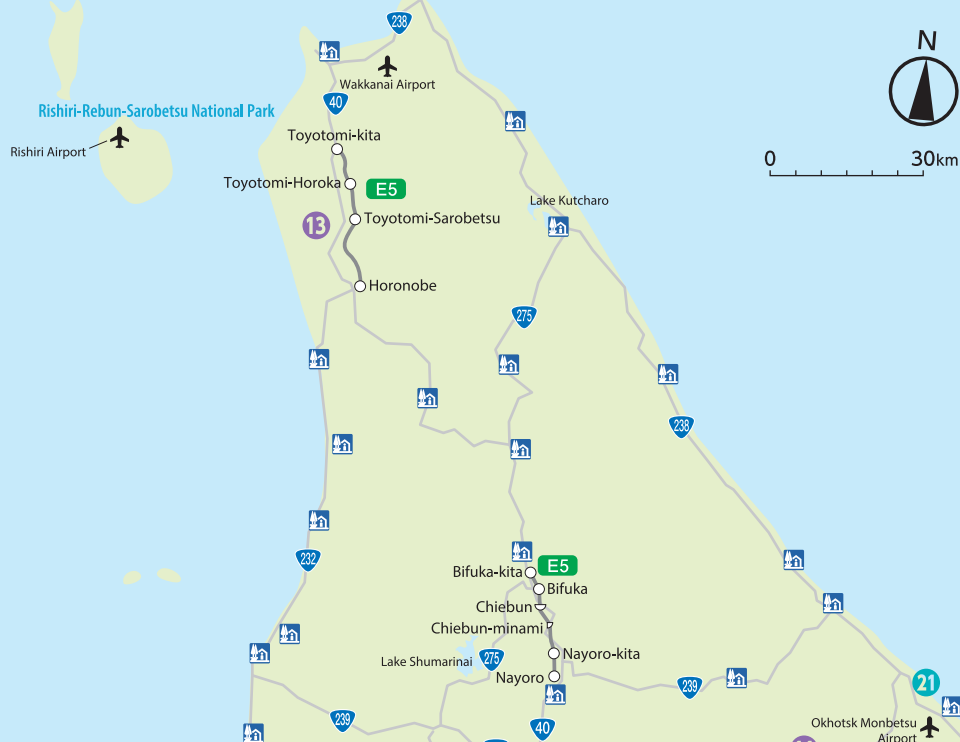 238
N
Wakkanai Airport
40
Rishiri-Rebun-Sarobetsu National Park
Toyotomi-kita
Rishiri Airport
0 30km
Toyotomi-Horoka
E5
Lake Kutcharo
13
Toyotomi-Sarobetsu
Horonobe
275
238
232
Bifuka-kita
E5
Bifuka
Chiebun
Chiebun-minami
Lake Shumarinai
275
Nayoro-kita
Nayoro
239
21
239
40
Okhotsk Monbetsu
Airport